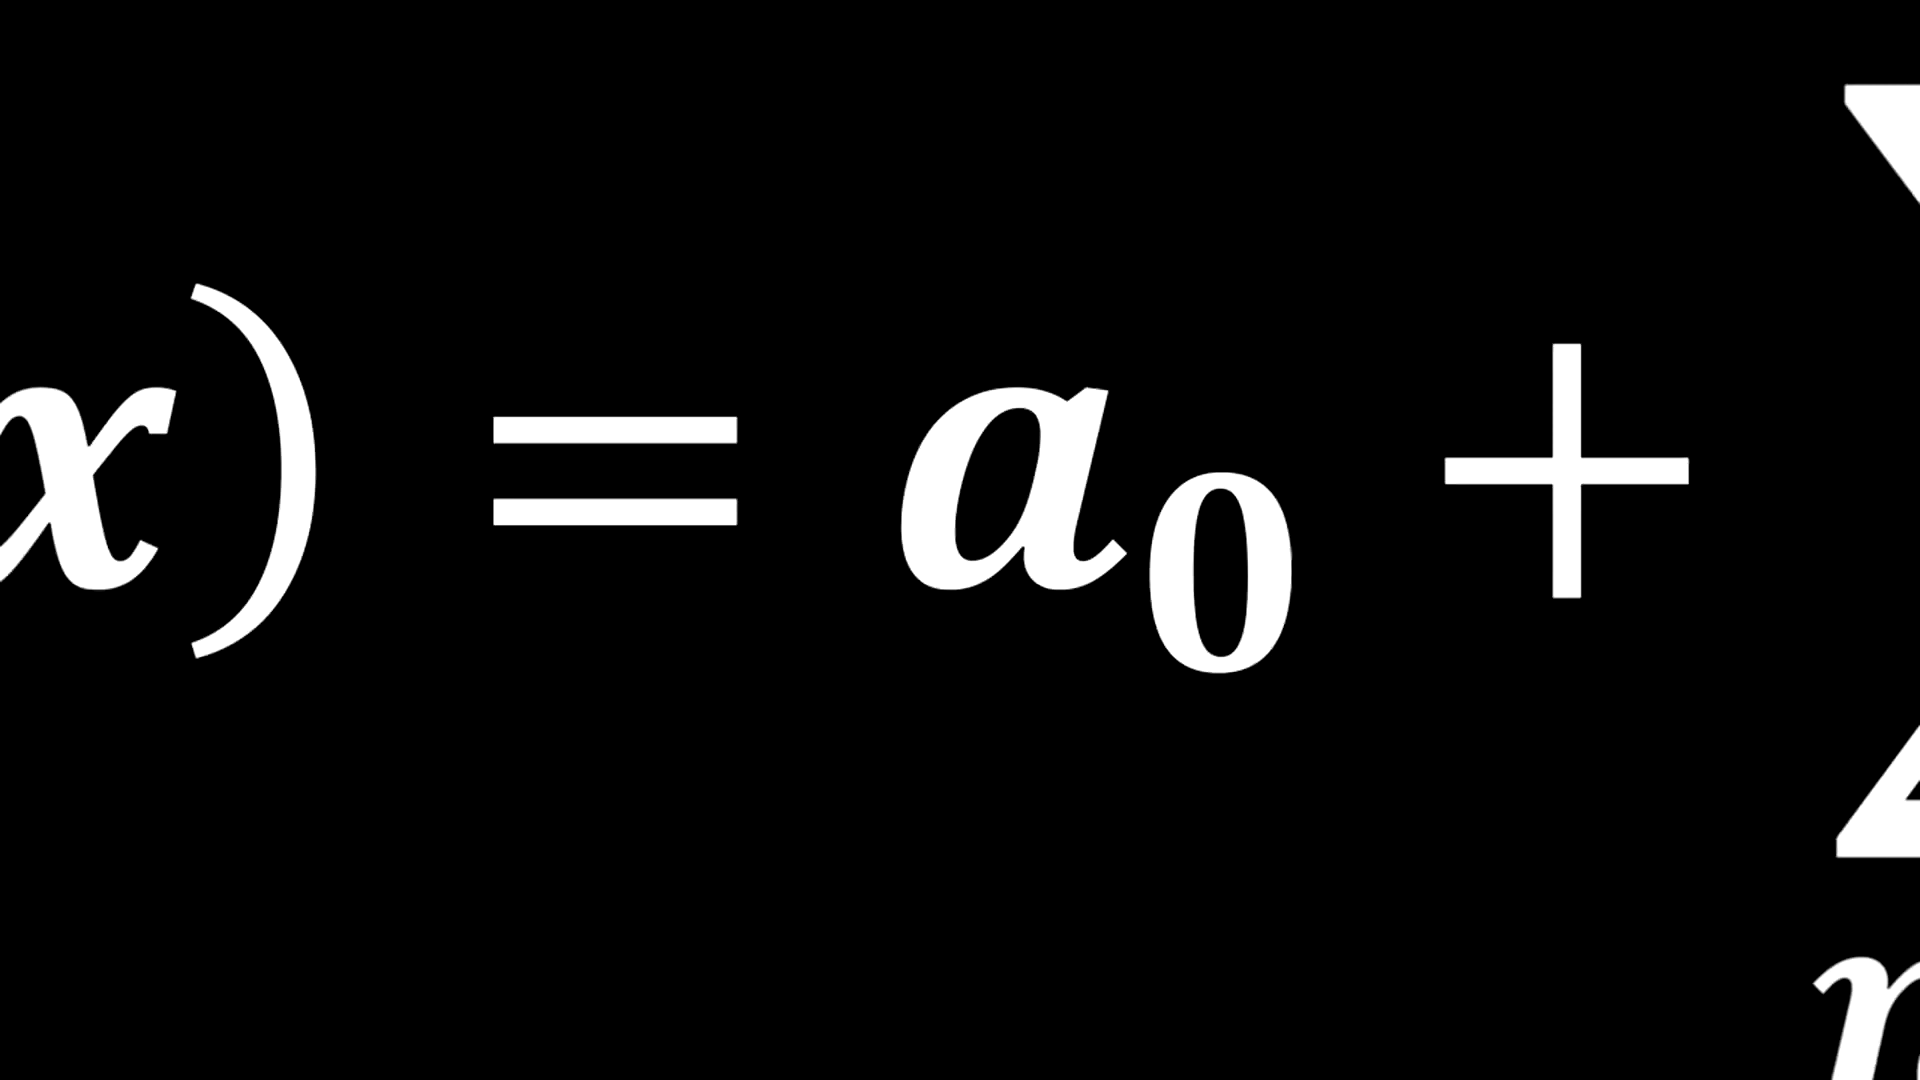 x) = a₀ + ∑
n